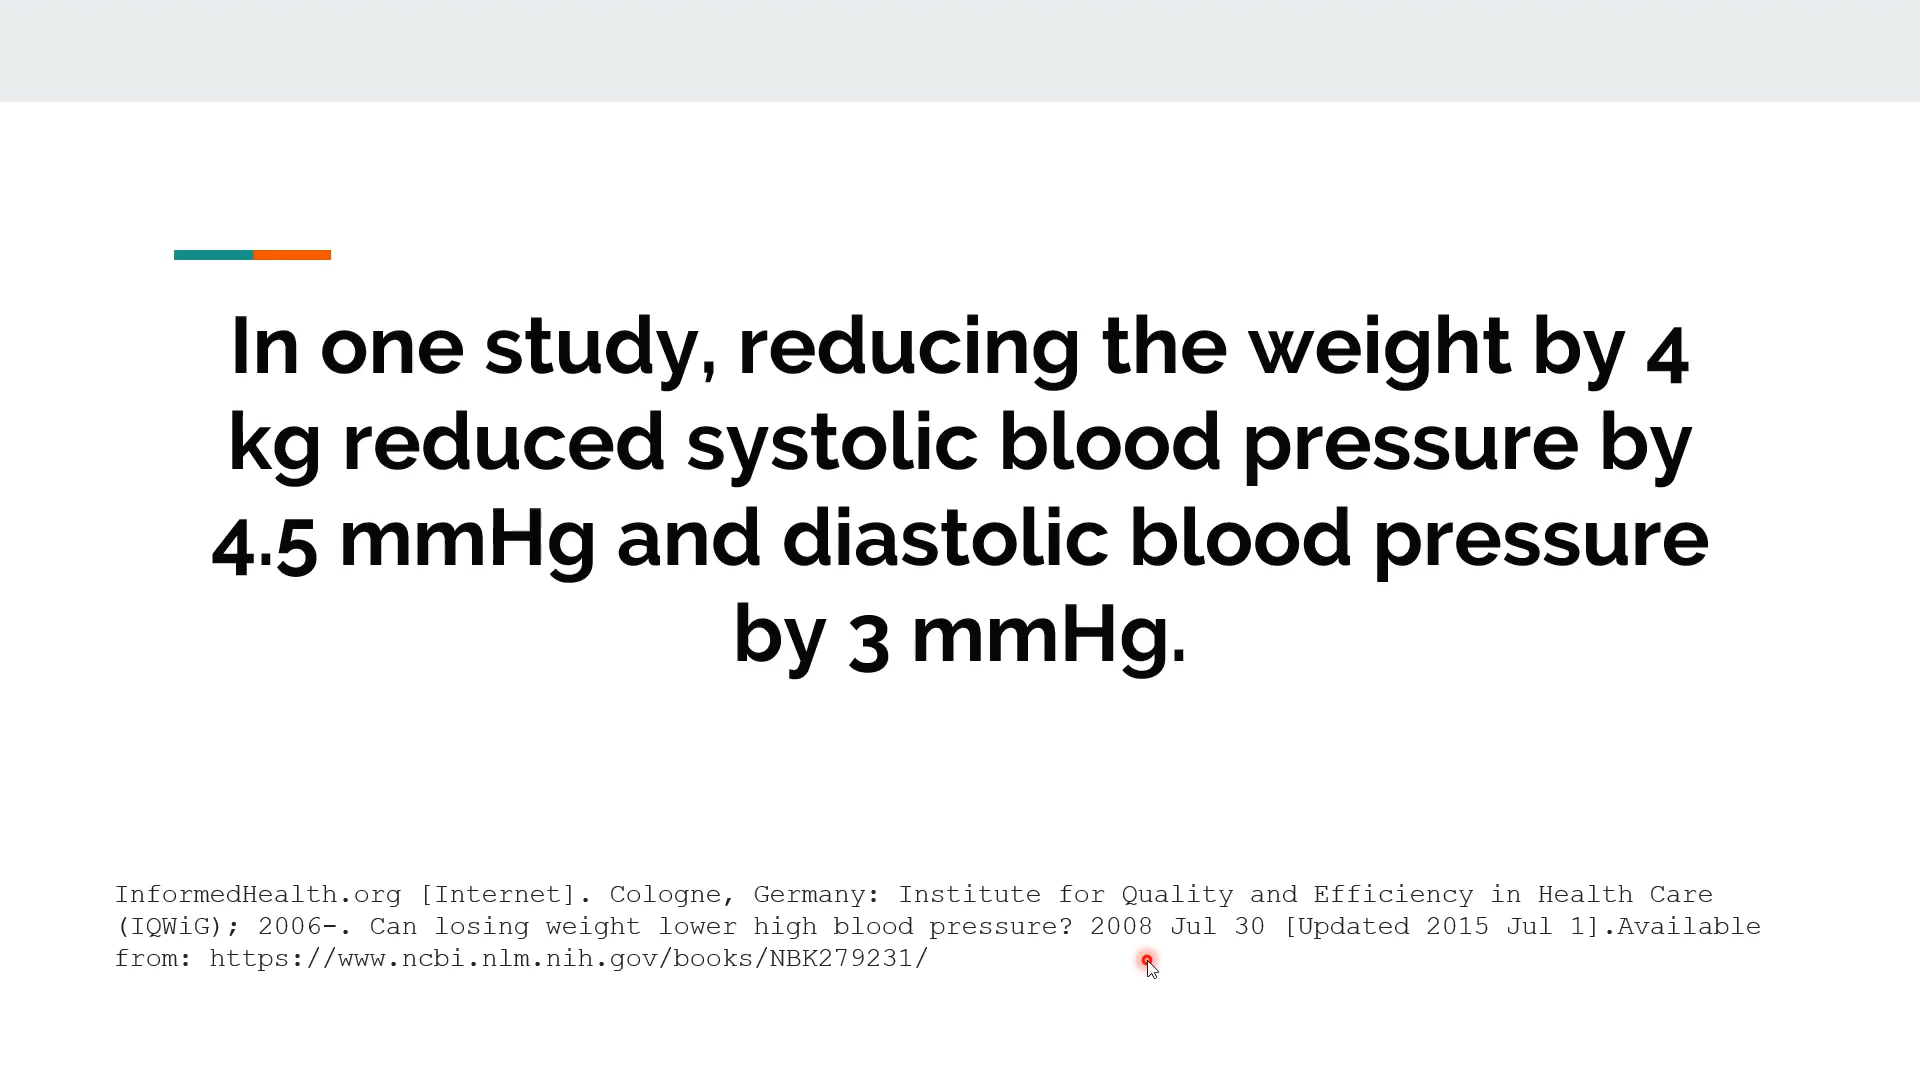 In one study, reducing the weight by 4
kg reduced systolic blood pressure by
4.5 mmHg and diastolic blood pressure
by 3 mmHg.
InformedHealth.org [Internet]. Cologne, Germany: Institute for Quality and Efficiency in Health Care
(IQWiG); 2006-. Can losing weight lower high blood pressure? 2008 Jul 30 [Updated 2015 Jul 1].Available
from: https://www.ncbi.nlm.nih.gov/books/NBK279231/